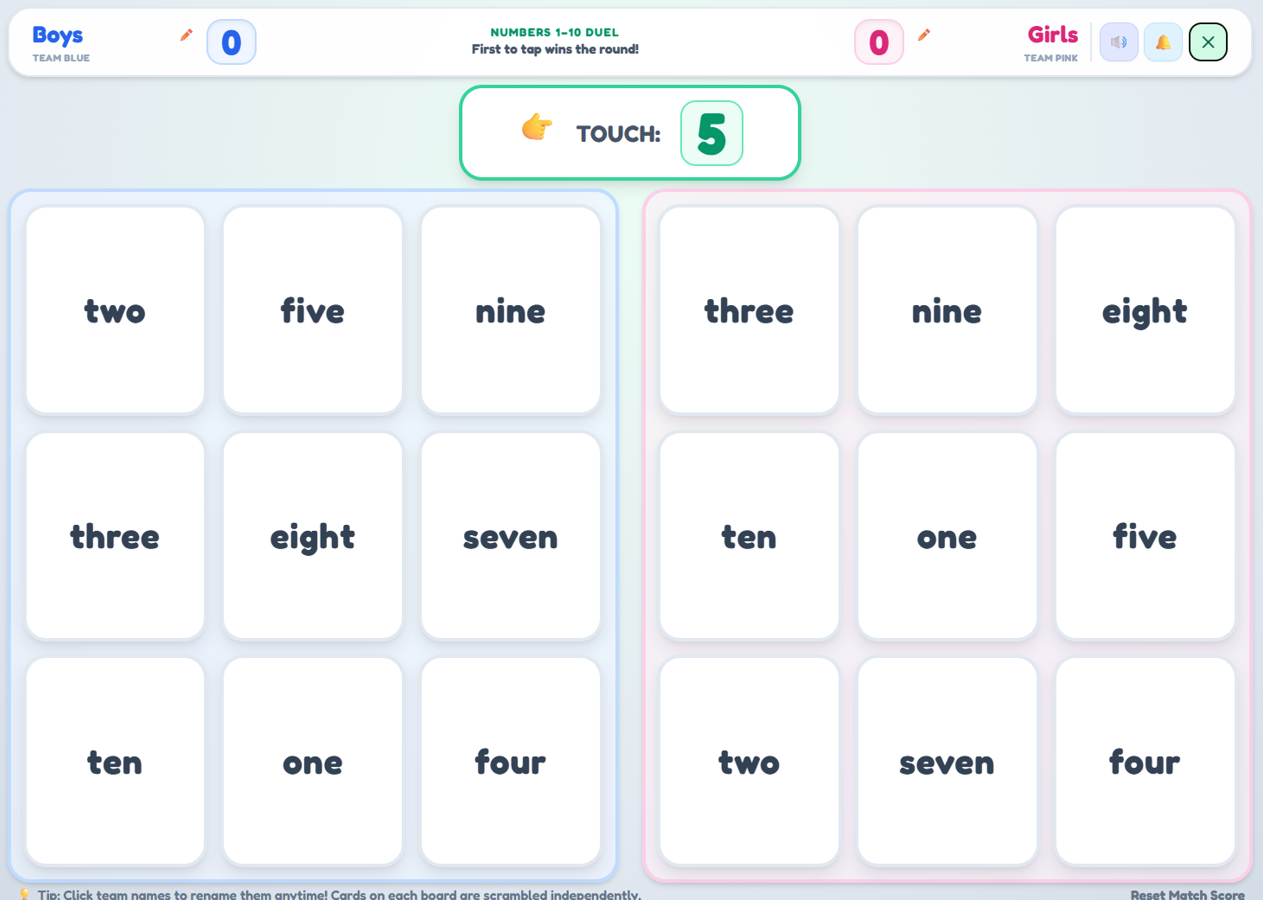 Boys
TEAM BLUE
0
NUMBERS 1–10 DUEL
First to tap wins the round!
0
Girls
TEAM PINK
TOUCH: 5
two five nine
three eight seven
ten one four
three nine eight
ten one five
two seven four
Tip: Click team names to rename them anytime! Cards on each board are scrambled independently.
Reset Match Score